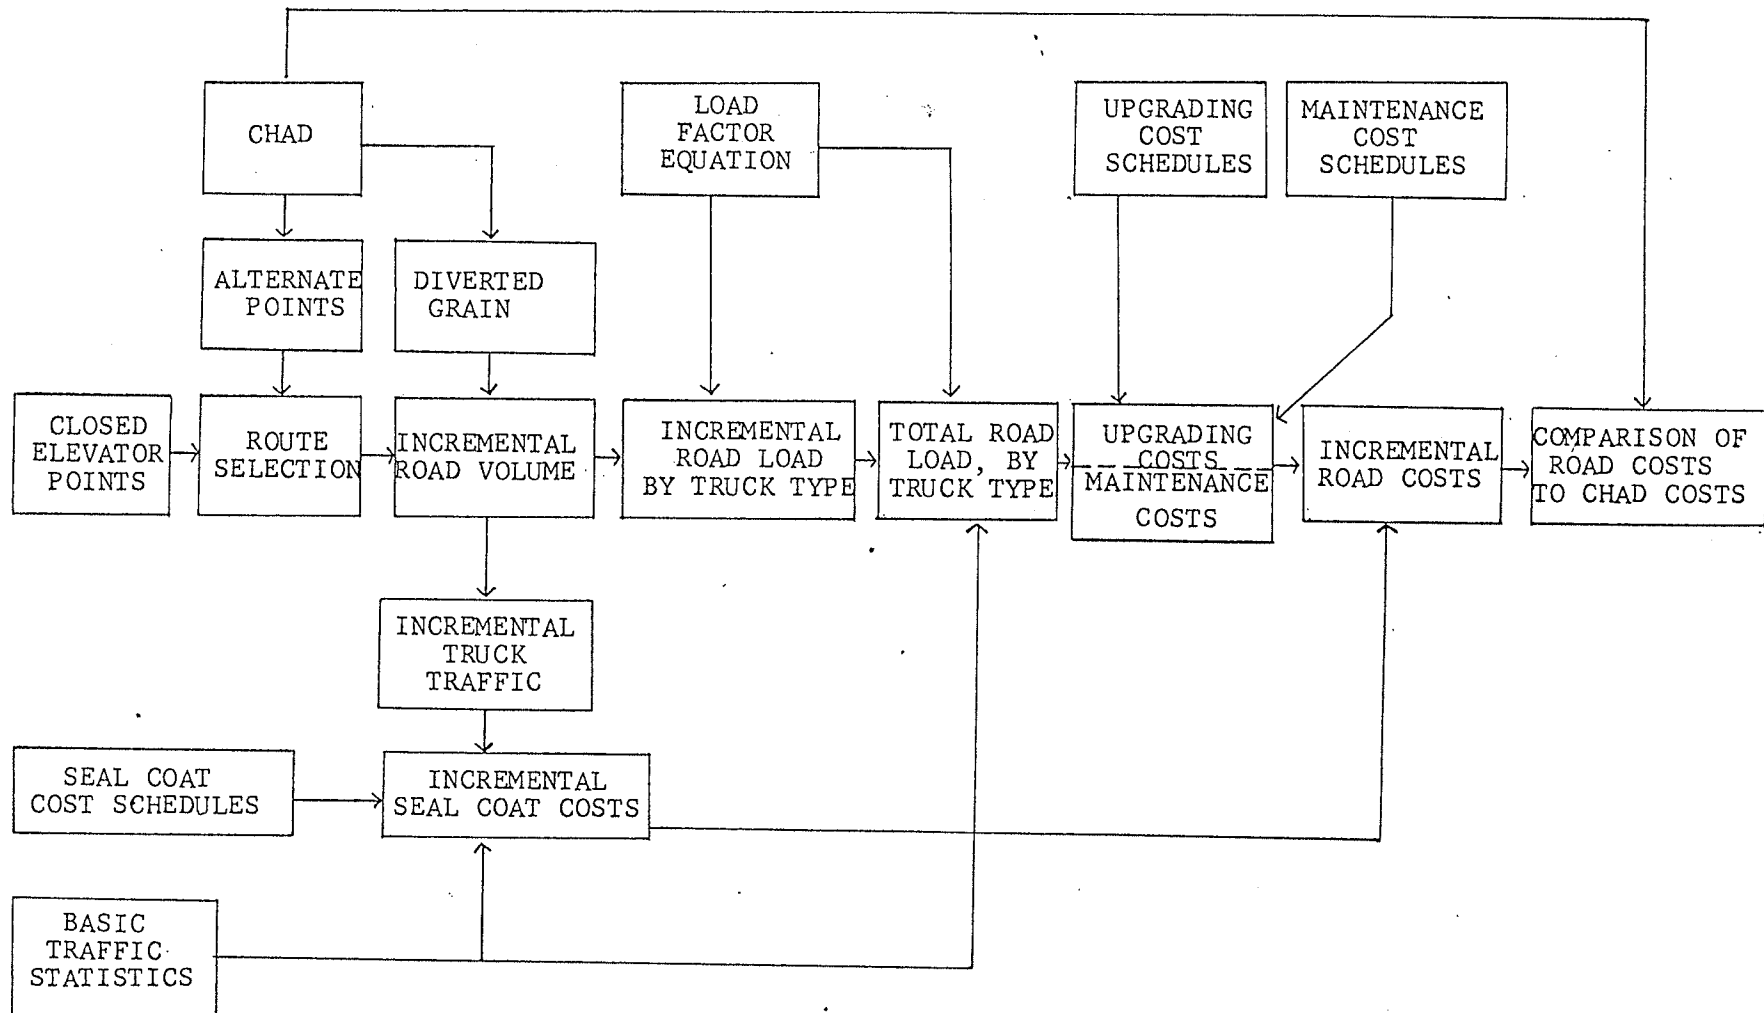 CHAD
LOAD
FACTOR
EQUATION
UPGRADING
COST
SCHEDULES
MAINTENANCE
COST
SCHEDULES
ALTERNATE
POINTS
DIVERTED
GRAIN
CLOSED
ELEVATOR
POINTS
ROUTE
SELECTION
INCREMENTAL
ROAD VOLUME
INCREMENTAL
ROAD LOAD
BY TRUCK TYPE
TOTAL ROAD
LOAD, BY
TRUCK TYPE
UPGRADING
COSTS
MAINTENANCE
COSTS
INCREMENTAL
ROAD COSTS
COMPARISON OF
ROAD COSTS
TO CHAD COSTS
INCREMENTAL
TRUCK
TRAFFIC
SEAL COAT
COST SCHEDULES
INCREMENTAL
SEAL COAT COSTS
BASIC
TRAFFIC
STATISTICS